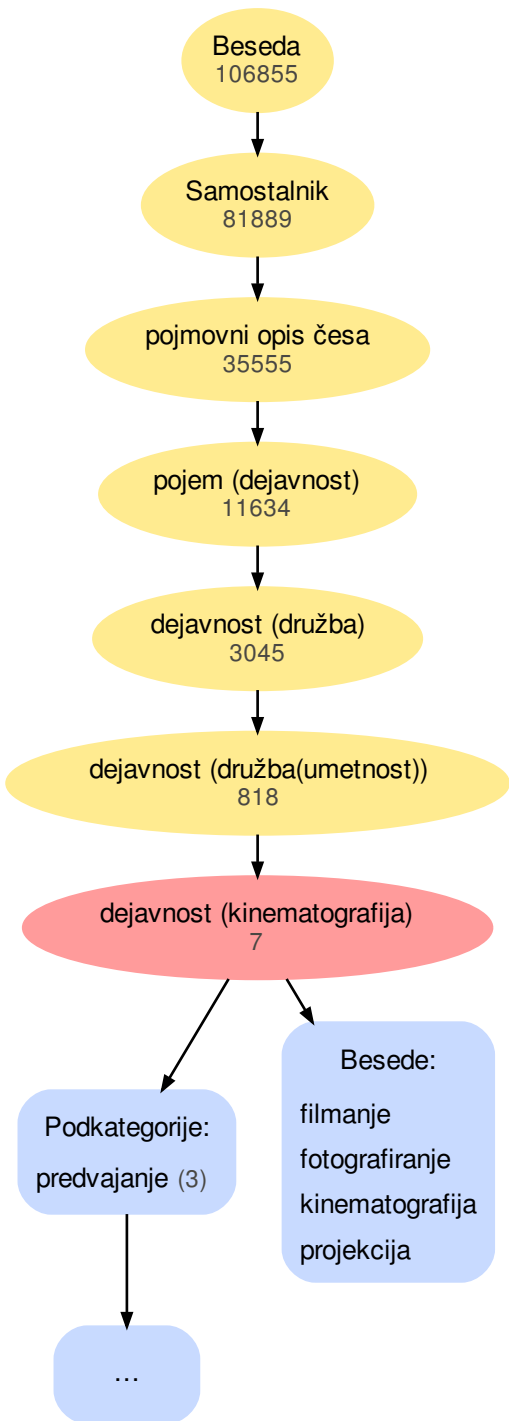 Beseda
106855
Samostalnik
81889
pojmovni opis česa
35555
pojem (dejavnost)
11634
dejavnost (družba)
3045
dejavnost (družba(umetnost))
818
dejavnost (kinematografija)
7
Podkategorije:
predvajanje (3)
...
Besede:
filmanje
fotografiranje
kinematografija
projekcija